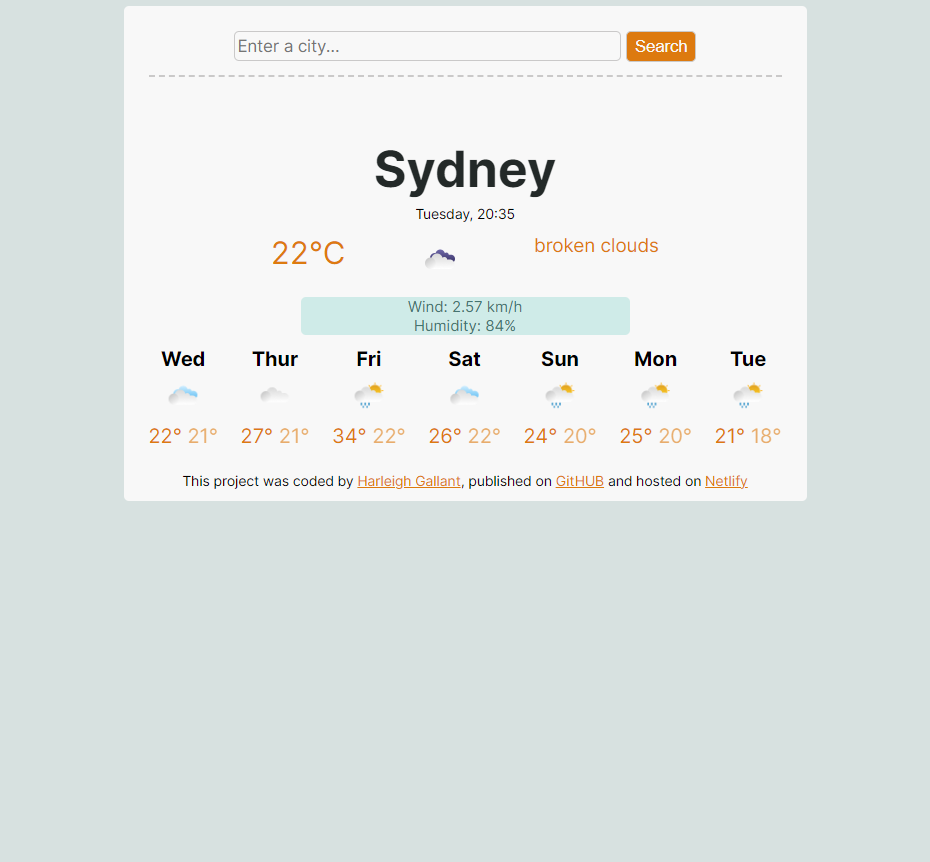 Enter a city...
Search
Sydney
Tuesday, 20:35
22°C
broken clouds
Wind: 2.57 km/h
Humidity: 84%
Wed Thur Fri Sat Sun Mon Tue
22° 21° 27° 21° 34° 22° 26° 22° 24° 20° 25° 20° 21° 18°
This project was coded by Harleigh Gallant, published on GitHUB and hosted on Netlify